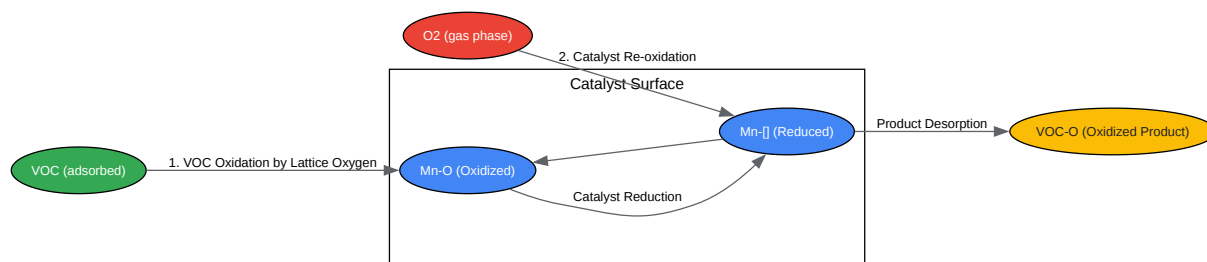 O2 (gas phase)
2. Catalyst Re-oxidation
Catalyst Surface
Mn-[] (Reduced)
Product Desorption
VOC-O (Oxidized Product)
VOC (adsorbed)
1. VOC Oxidation by Lattice Oxygen
Mn-O (Oxidized)
Catalyst Reduction